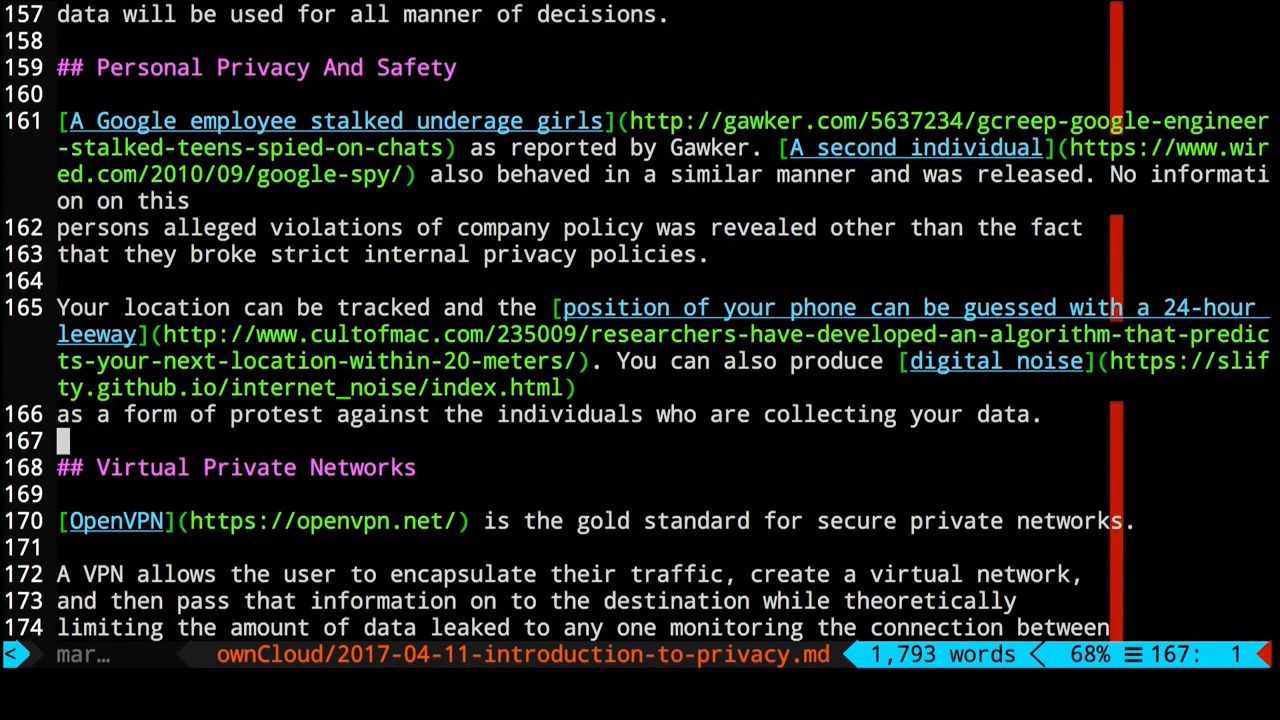 157 data will be used for all manner of decisions.
158
159 ## Personal Privacy And Safety
160
161 [A Google employee stalked underage girls](http://gawker.com/5637234/gcreep-google-engineer
-stalked-teens-spied-on-chats) as reported by Gawker. [A second individual](https://www.wir
ed.com/2010/09/google-spy/) also behaved in a similar manner and was released. No informati
on on this
162 persons alleged violations of company policy was revealed other than the fact
163 that they broke strict internal privacy policies.
164
165 Your location can be tracked and the [position of your phone can be guessed with a 24-hour
leeway](http://www.cultofmac.com/235009/researchers-have-developed-an-algorithm-that-predic
ts-your-next-location-within-20-meters/). You can also produce [digital noise](https://slif
ty.github.io/internet_noise/index.html)
166 as a form of protest against the individuals who are collecting your data.
167
168 ## Virtual Private Networks
169
170 [OpenVPN](https://openvpn.net/) is the gold standard for secure private networks.
171
172 A VPN allows the user to encapsulate their traffic, create a virtual network,
173 and then pass that information on to the destination while theoretically
174 limiting the amount of data leaked to any one monitoring the connection between
< mar… ownCloud/2017-04-11-introduction-to-privacy.md 1,793 words 68% ☰ 167: 1